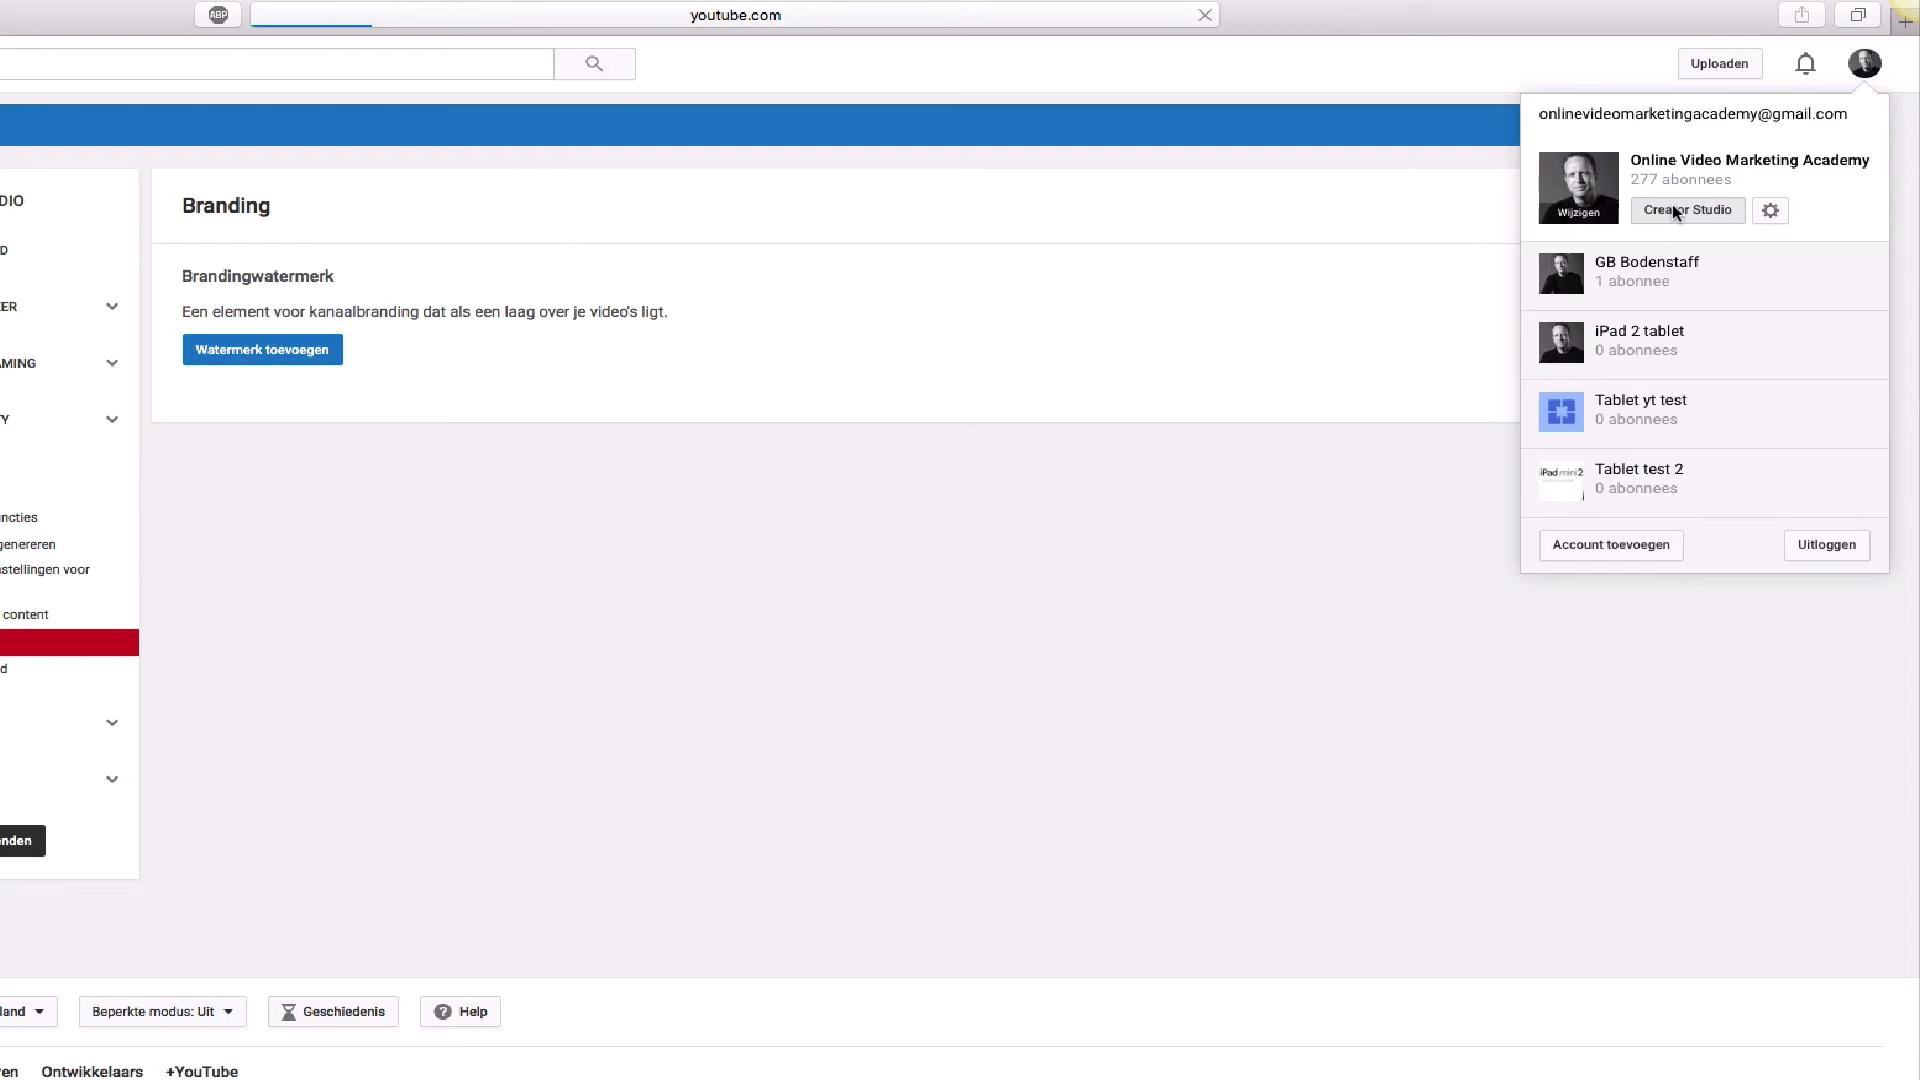 ABP
youtube.com
Uploaden
onlinevideomarketingacademy@gmail.com
Online Video Marketing Academy
277 abonnees
Wijzigen
Creator Studio
GB Bodenstaff
1 abonnee
iPad 2 tablet
0 abonnees
Tablet yt test
0 abonnees
iPad mini 2
Tablet test 2
0 abonnees
Account toevoegen
Uitloggen
DIO
D
ER
AMING
Y
ncties
genereren
stellingen voor
content
d
nden
Branding
Brandingwatermerk
Een element voor kanaalbranding dat als een laag over je video's ligt.
Watermerk toevoegen
land
Beperkte modus: Uit
Geschiedenis
Help
en
Ontwikkelaars
+YouTube